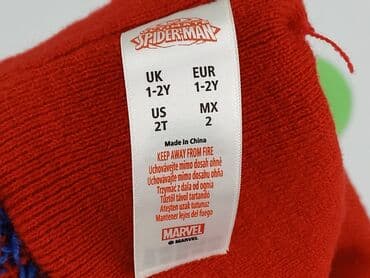 SPIDER-MAN
UK EUR
1-2Y 1-2Y
US MX
2T 2
Made in China
KEEP AWAY FROM FIRE
Uchovávejte mimo dosah ohně
Uchovávajte mimo dosahu ohňa
Trzymać z dala od ognia
Tűztől távol tartandó
Ateşten uzak tutunuz
Mantener lejos del fuego
MARVEL
© MARVEL